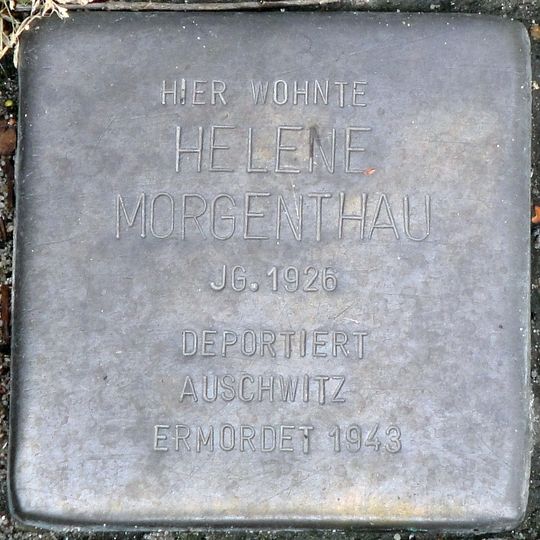 HIER WOHNTE
HELENE
MORGENTHAU
JG. 1926
DEPORTIERT
AUSCHWITZ
ERMORDET 1943